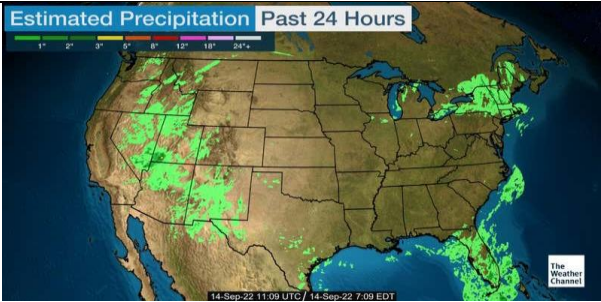 Estimated Precipitation Past 24 Hours
1" 2" 3" 5" 8" 12" 18" 24"+
The
Weather
Channel
14-Sep-22 11:09 UTC / 14-Sep-22 7:09 EDT